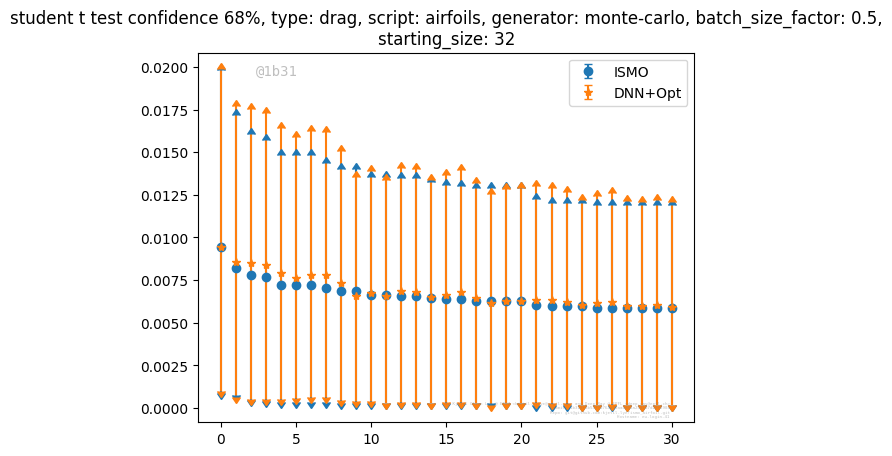 student t test confidence 68%, type: drag, script: airfoils, generator: monte-carlo, batch_size_factor: 0.5,
starting_size: 32
@1b31
ISMO
DNN+Opt
0.0200
0.0175
0.0150
0.0125
0.0100
0.0075
0.0050
0.0025
0.0000
0 5 10 15 20 25 30